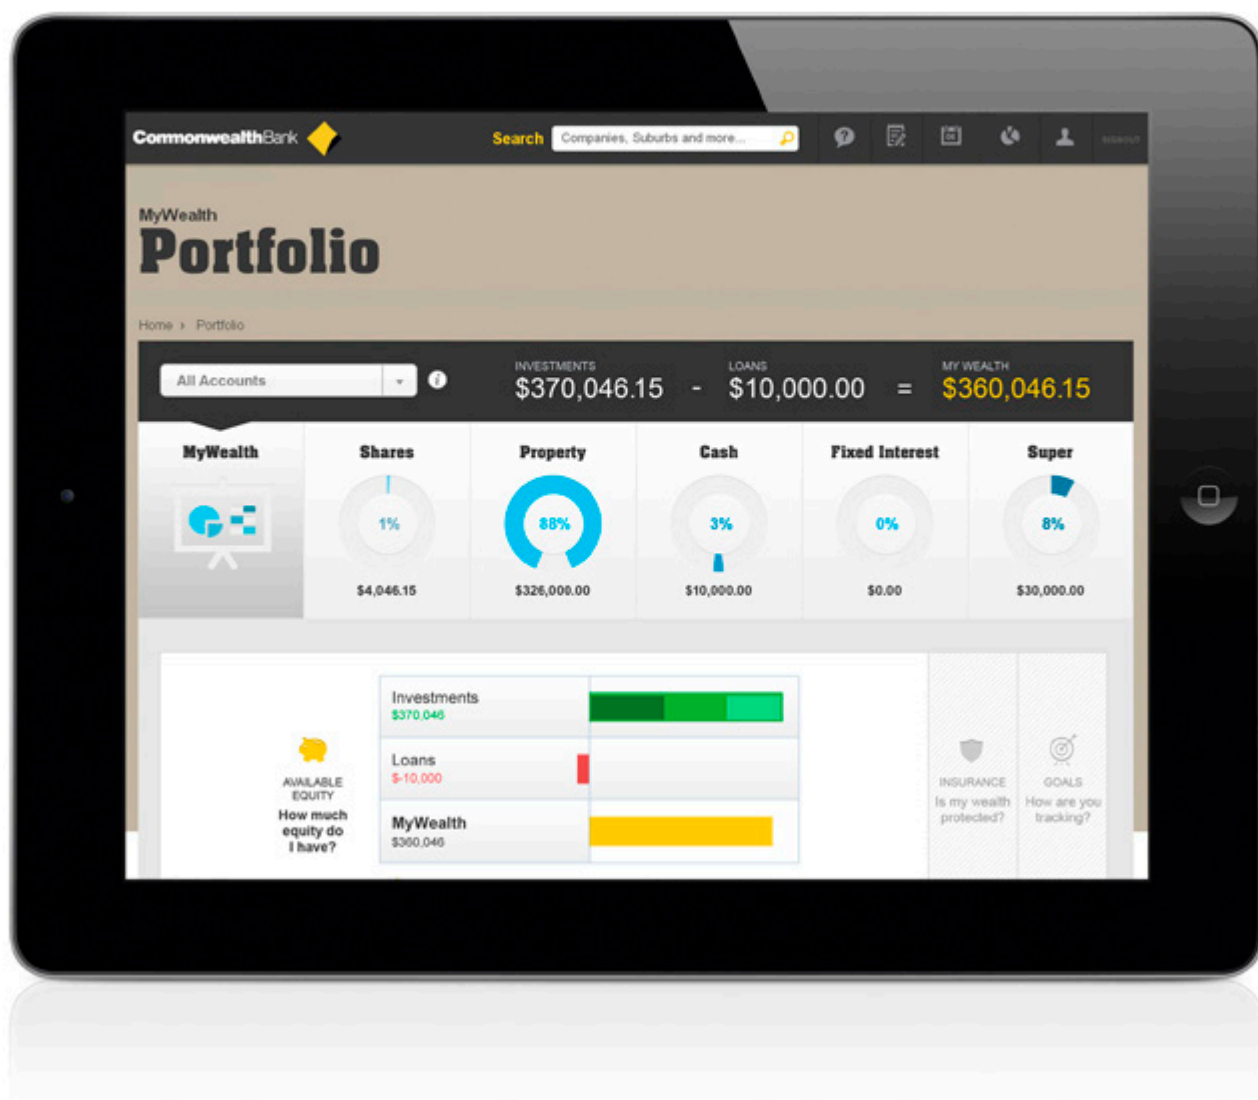 CommonwealthBank
Search Companies, Suburbs and more...
SIGNOUT
MyWealth
Portfolio
Home › Portfolio
All Accounts
INVESTMENTS
$370,046.15
-
LOANS
$10,000.00
=
MY WEALTH
$360,046.15
MyWealth
Shares
1%
$4,046.15
Property
88%
$326,000.00
Cash
3%
$10,000.00
Fixed Interest
0%
$0.00
Super
8%
$30,000.00
AVAILABLE
EQUITY
How much
equity do
I have?
Investments
$370,046
Loans
$-10,000
MyWealth
$360,046
INSURANCE
Is my wealth
protected?
GOALS
How are you
tracking?